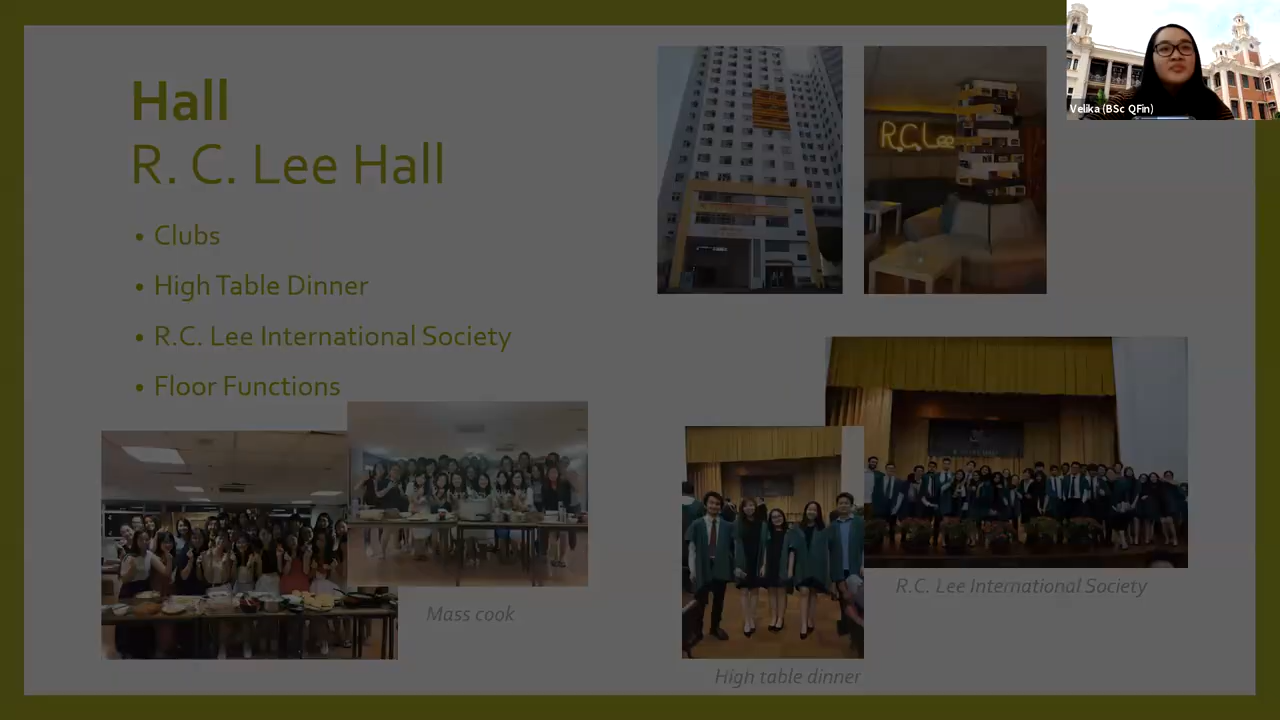 Hall
R. C. Lee Hall
• Clubs
• High Table Dinner
• R.C. Lee International Society
• Floor Functions
R.C.Lee
Velika (BSc QFin)
Mass cook
R.C. Lee International Society
High table dinner